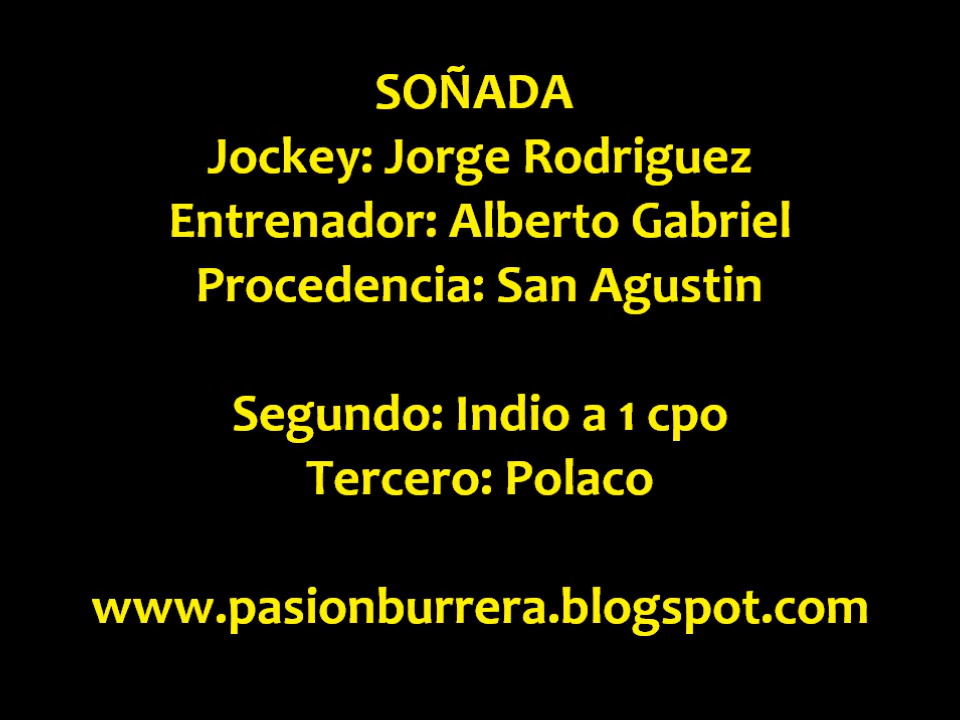 SOÑADA
Jockey: Jorge Rodriguez
Entrenador: Alberto Gabriel
Procedencia: San Agustin
Segundo: Indio a 1 cpo
Tercero: Polaco
www.pasionburrera.blogspot.com